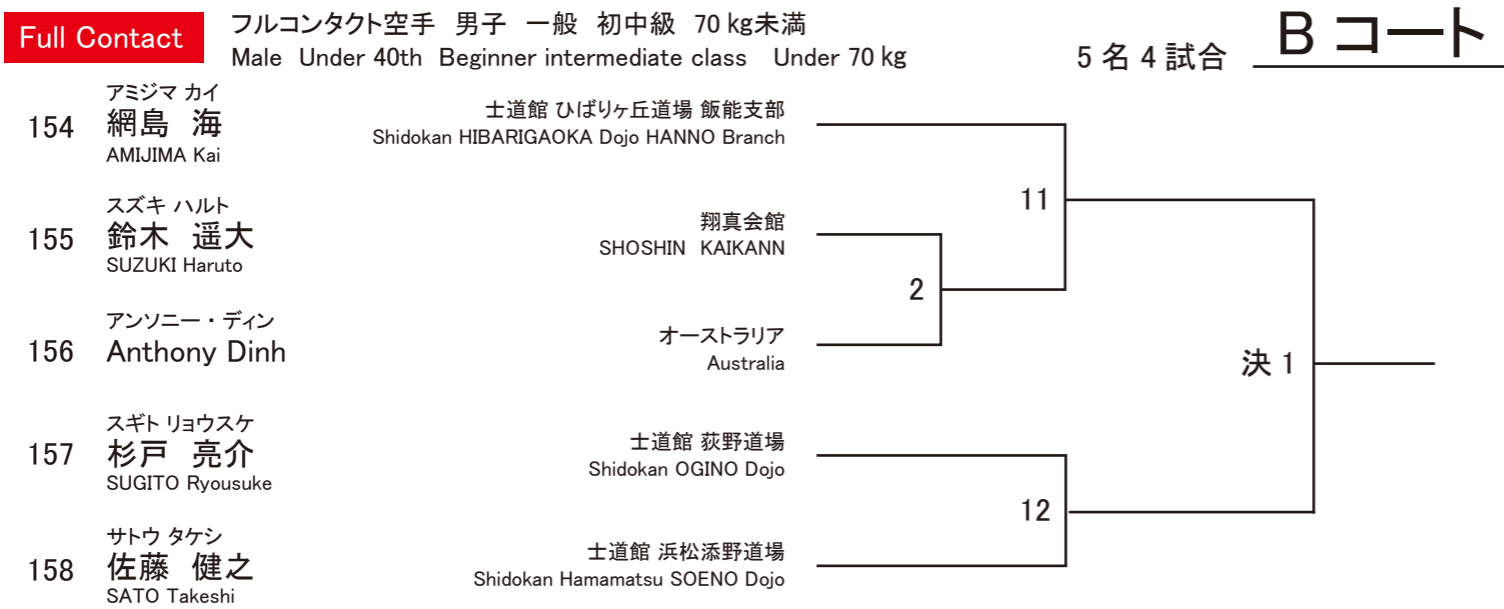 Full Contact
フルコンタクト空手 男子 一般 初中級 70 kg未満
Male Under 40th Beginner intermediate class Under 70 kg
5 名 4 試合
B コート
アミジマ カイ
154 網島 海
AMIJIMA Kai
士道館 ひばりヶ丘道場 飯能支部
Shidokan HIBARIGAOKA Dojo HANNO Branch
スズキ ハルト
155 鈴木 遥大
SUZUKI Haruto
翔真会館
SHOSHIN KAIKANN
アンソニー・ディン
156 Anthony Dinh
オーストラリア
Australia
スギト リョウスケ
157 杉戸 亮介
SUGITO Ryousuke
士道館 荻野道場
Shidokan OGINO Dojo
サトウ タケシ
158 佐藤 健之
SATO Takeshi
士道館 浜松添野道場
Shidokan Hamamatsu SOENO Dojo
11
2
12
決 1